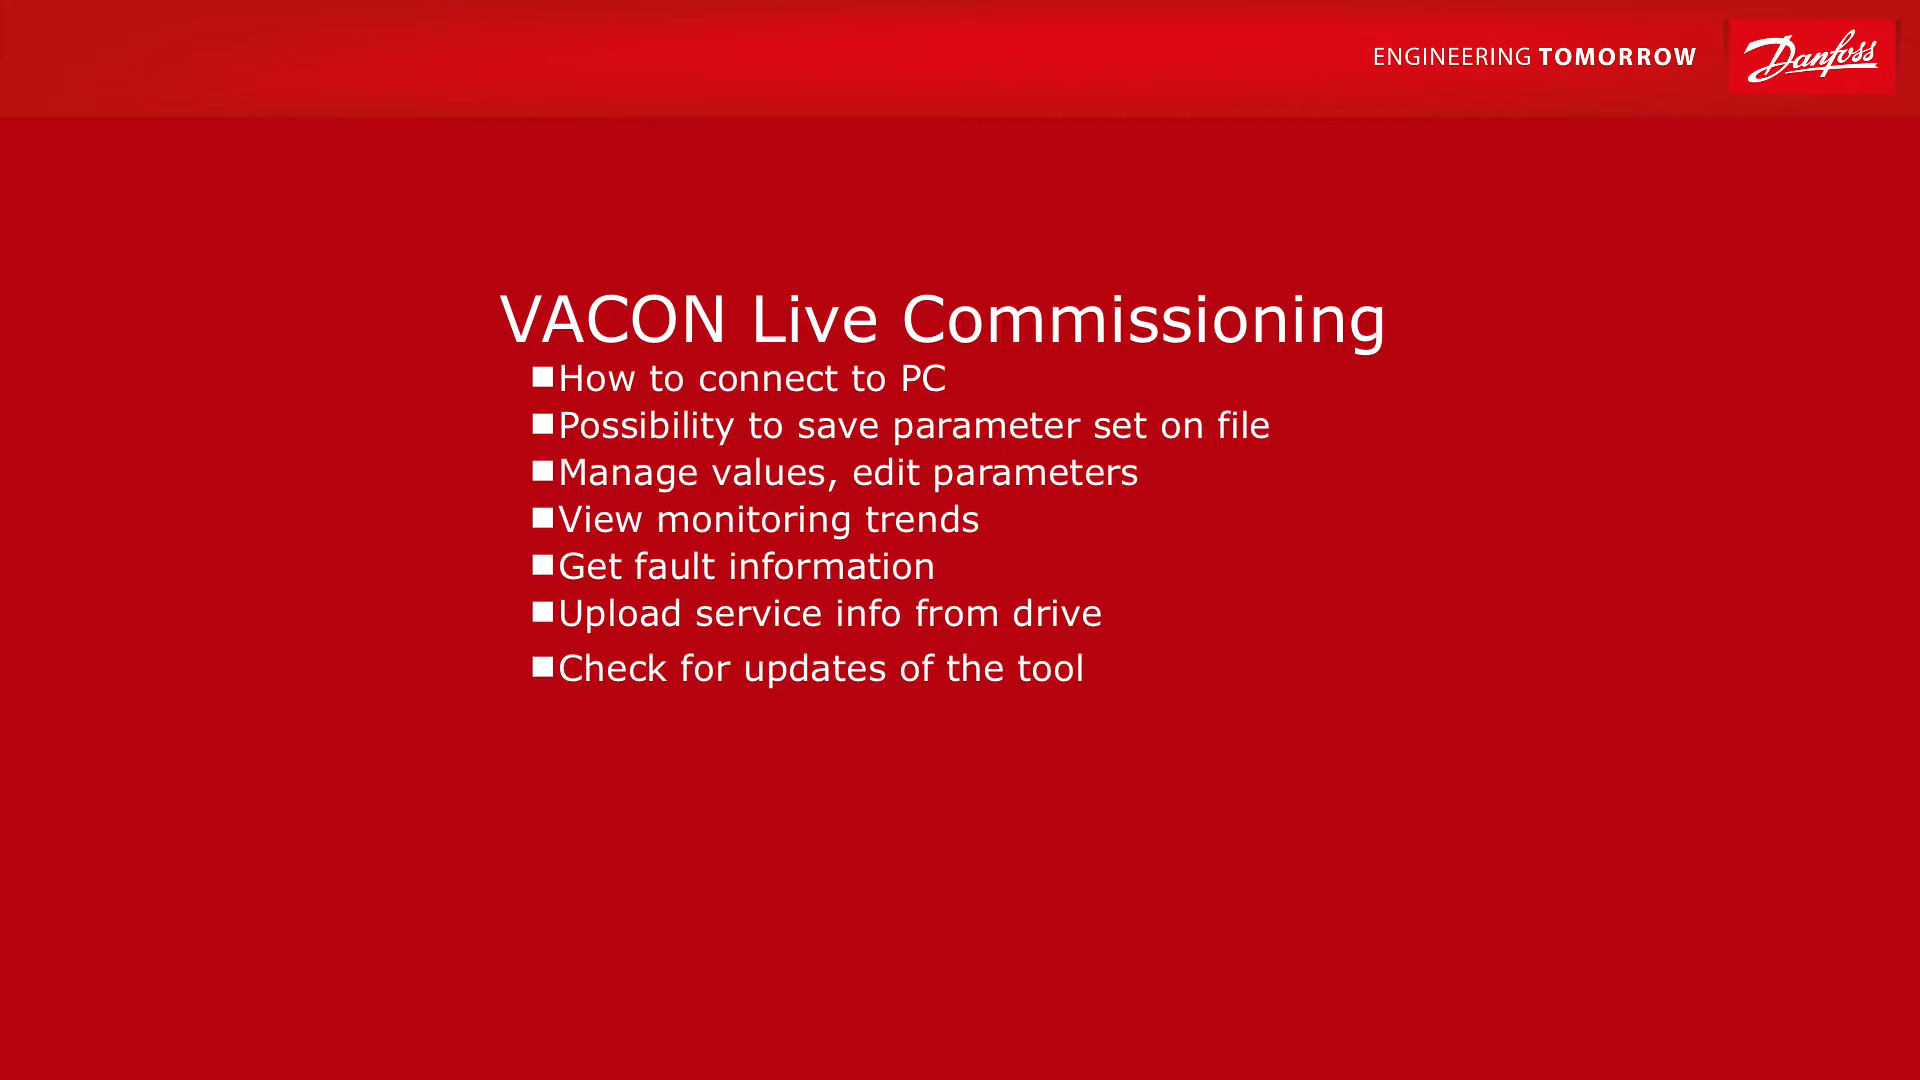 ENGINEERING TOMORROW
Danfoss
VACON Live Commissioning
■How to connect to PC
■Possibility to save parameter set on file
■Manage values, edit parameters
■View monitoring trends
■Get fault information
■Upload service info from drive
■Check for updates of the tool